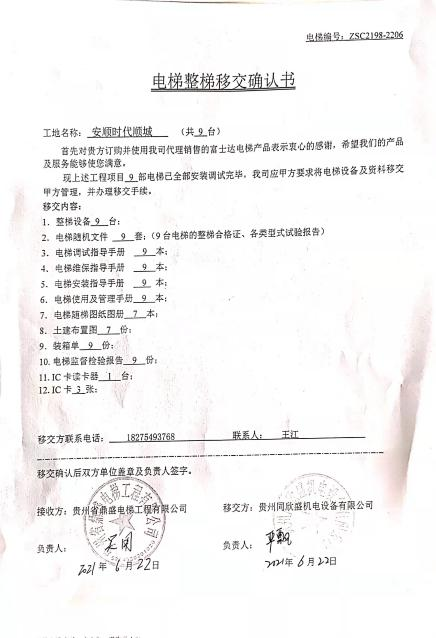 电梯编号：ZSC2198-2206
电梯整梯移交确认书
工地名称： 安顺时代顺城 （共 9 台）
首先对贵方订购并使用我司代理销售的富士达电梯产品表示衷心的感谢，希望我们的产品
及服务能够使您满意。
现上述工程项目 9 部电梯已全部安装调试完毕，我司应甲方要求将电梯设备及资料移交
甲方管理，并办理移交手续。
移交内容：
1．整梯设备 9 台；
2．电梯随机文件 9 套；（9 台电梯的整梯合格证、各类型式试验报告）
3．电梯调试指导手册 9 本；
4．电梯维保指导手册 9 本；
5．电梯安装指导手册 9 本；
6．电梯使用及管理手册 9 本；
7．电梯随梯图纸图册 7 本；
8．土建布置图 7 份；
9．装箱单 9 份；
10.电梯监督检验报告 9 份；
11.IC 卡读卡器 1 台；
12.IC 卡 3 张；
移交方联系电话： 18275493768 联系人： 王江
移交确认后双方单位盖章及负责人签字。
接收方：贵州省鼎盛电梯工程有限公司 移交方：贵州同欣盛机电设备有限公司
负责人： 负责人：
2021年 6月22日 2021年 6月22日